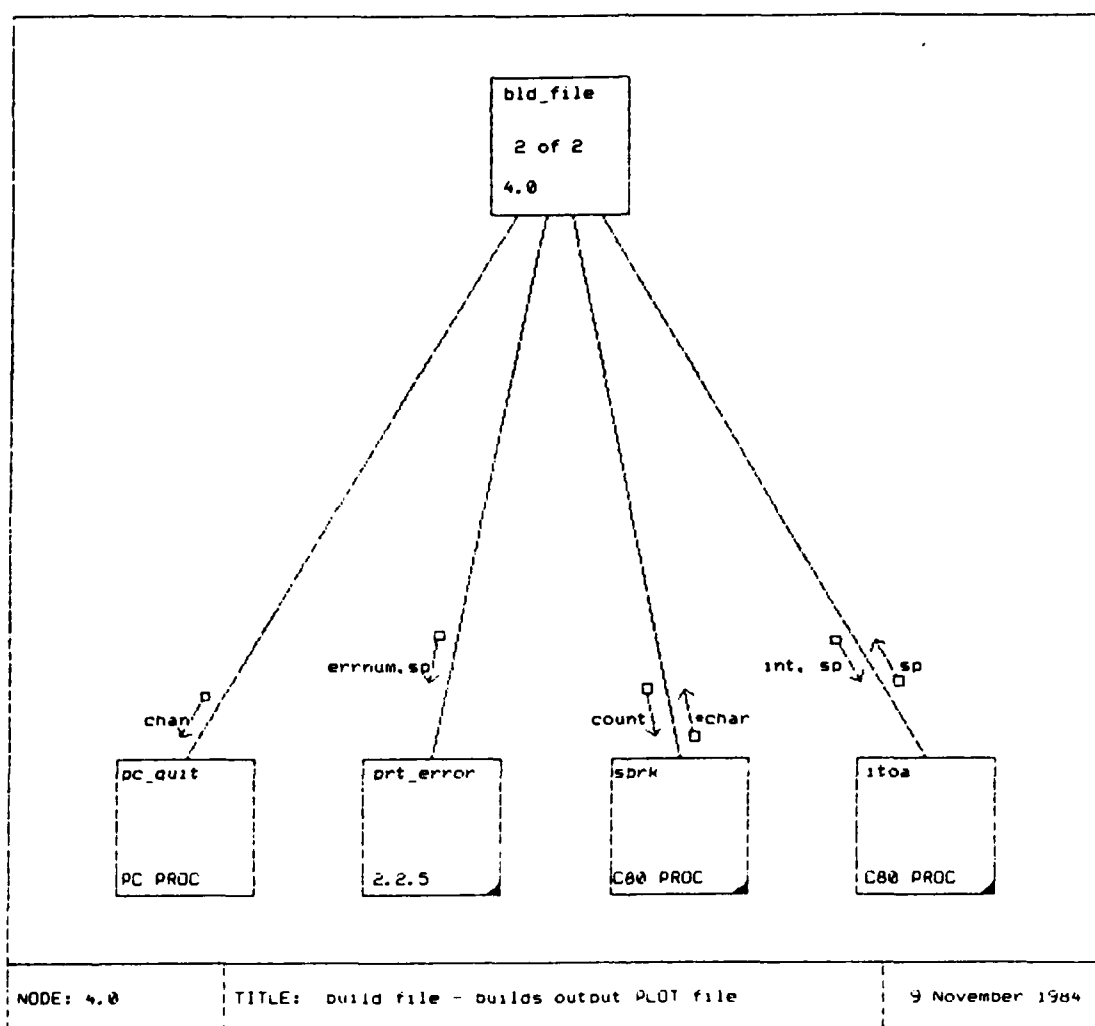 bld_file
2 of 2
4.0
errnum.sp
int. sp
sp
chan
count
*char
pc_quit
prt_error
sbrk
itoa
PC PROC
2.2.5
C80 PROC
C80 PROC
NODE: 4.0
TITLE: build file - builds output PLOT file
9 November 1984